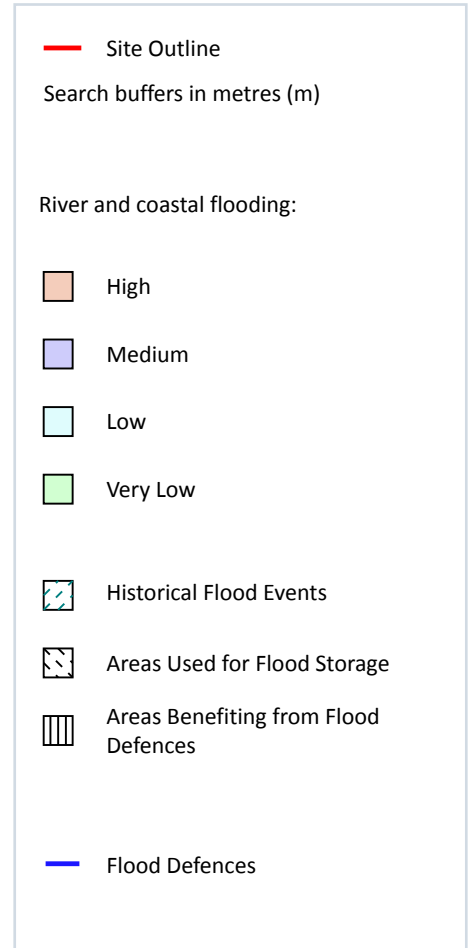 Site Outline
Search buffers in metres (m)
River and coastal flooding:
High
Medium
Low
Very Low
Historical Flood Events
Areas Used for Flood Storage
Areas Benefiting from Flood
Defences
Flood Defences